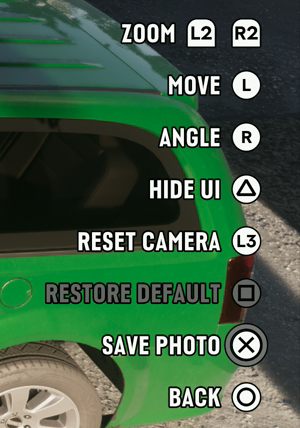 ZOOM L2 R2
MOVE L
ANGLE R
HIDE UI
RESET CAMERA L3
RESTORE DEFAULT
SAVE PHOTO
BACK